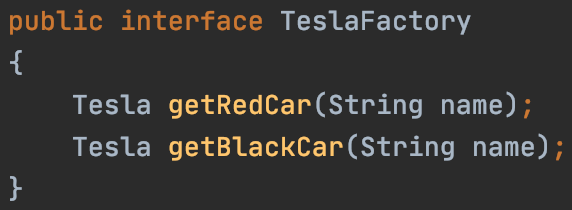 public interface TeslaFactory
{
    Tesla getRedCar(String name);
    Tesla getBlackCar(String name);
}